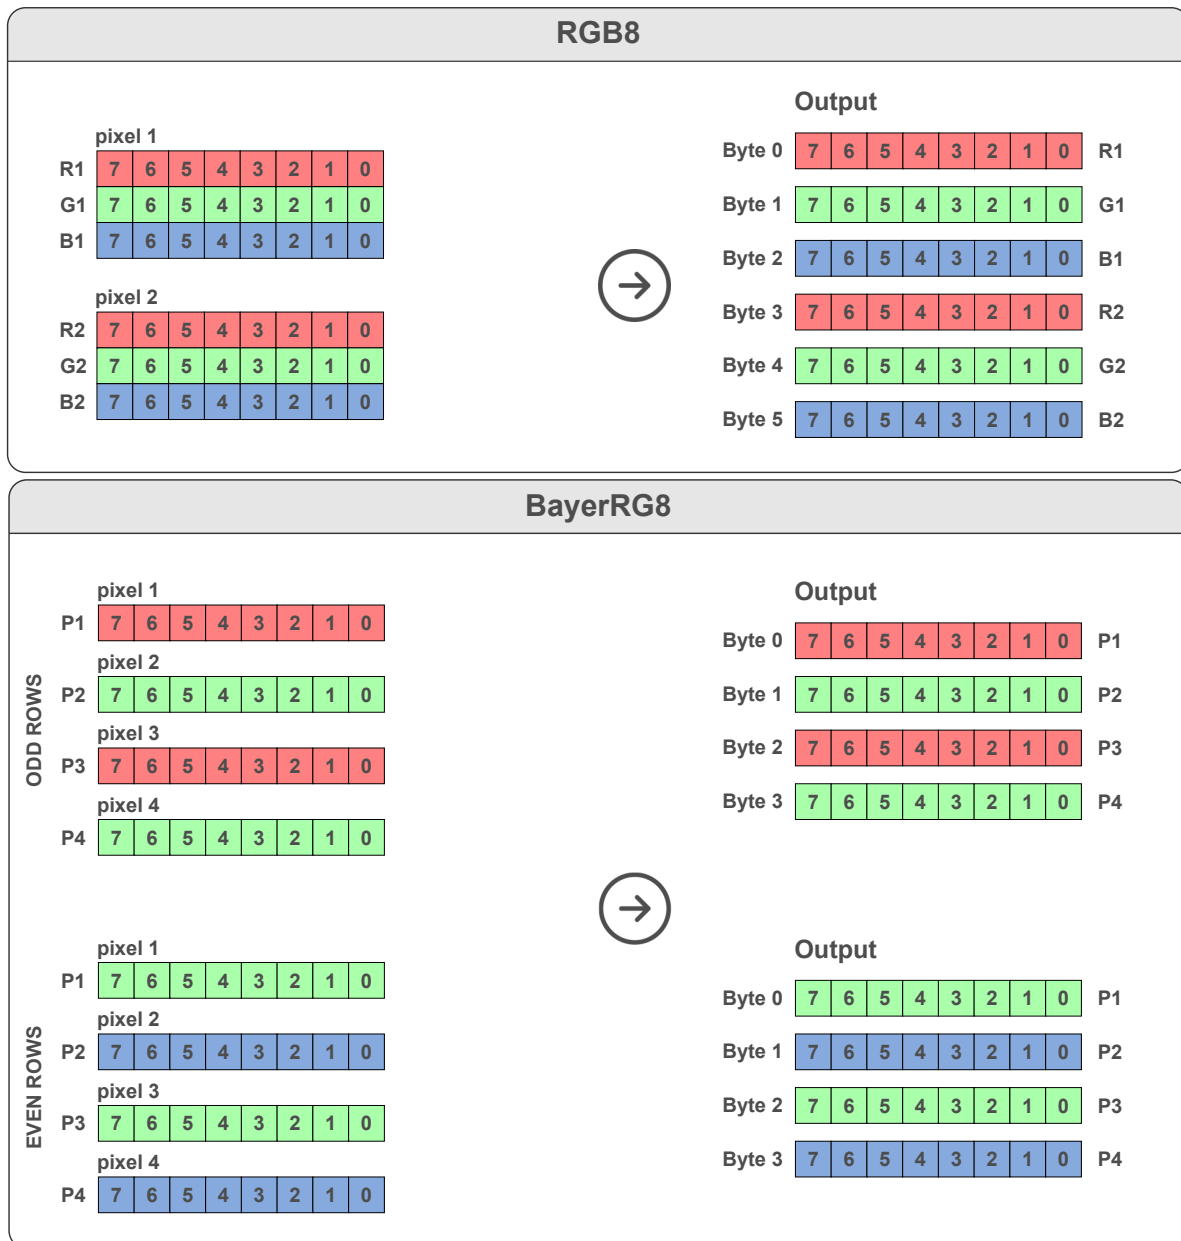 RGB8
pixel 1
R1 7 6 5 4 3 2 1 0
G1 7 6 5 4 3 2 1 0
B1 7 6 5 4 3 2 1 0
pixel 2
R2 7 6 5 4 3 2 1 0
G2 7 6 5 4 3 2 1 0
B2 7 6 5 4 3 2 1 0
Output
Byte 0 7 6 5 4 3 2 1 0 R1
Byte 1 7 6 5 4 3 2 1 0 G1
Byte 2 7 6 5 4 3 2 1 0 B1
Byte 3 7 6 5 4 3 2 1 0 R2
Byte 4 7 6 5 4 3 2 1 0 G2
Byte 5 7 6 5 4 3 2 1 0 B2
BayerRG8
ODD ROWS
pixel 1
P1 7 6 5 4 3 2 1 0
pixel 2
P2 7 6 5 4 3 2 1 0
pixel 3
P3 7 6 5 4 3 2 1 0
pixel 4
P4 7 6 5 4 3 2 1 0
Output
Byte 0 7 6 5 4 3 2 1 0 P1
Byte 1 7 6 5 4 3 2 1 0 P2
Byte 2 7 6 5 4 3 2 1 0 P3
Byte 3 7 6 5 4 3 2 1 0 P4
EVEN ROWS
pixel 1
P1 7 6 5 4 3 2 1 0
pixel 2
P2 7 6 5 4 3 2 1 0
pixel 3
P3 7 6 5 4 3 2 1 0
pixel 4
P4 7 6 5 4 3 2 1 0
Output
Byte 0 7 6 5 4 3 2 1 0 P1
Byte 1 7 6 5 4 3 2 1 0 P2
Byte 2 7 6 5 4 3 2 1 0 P3
Byte 3 7 6 5 4 3 2 1 0 P4